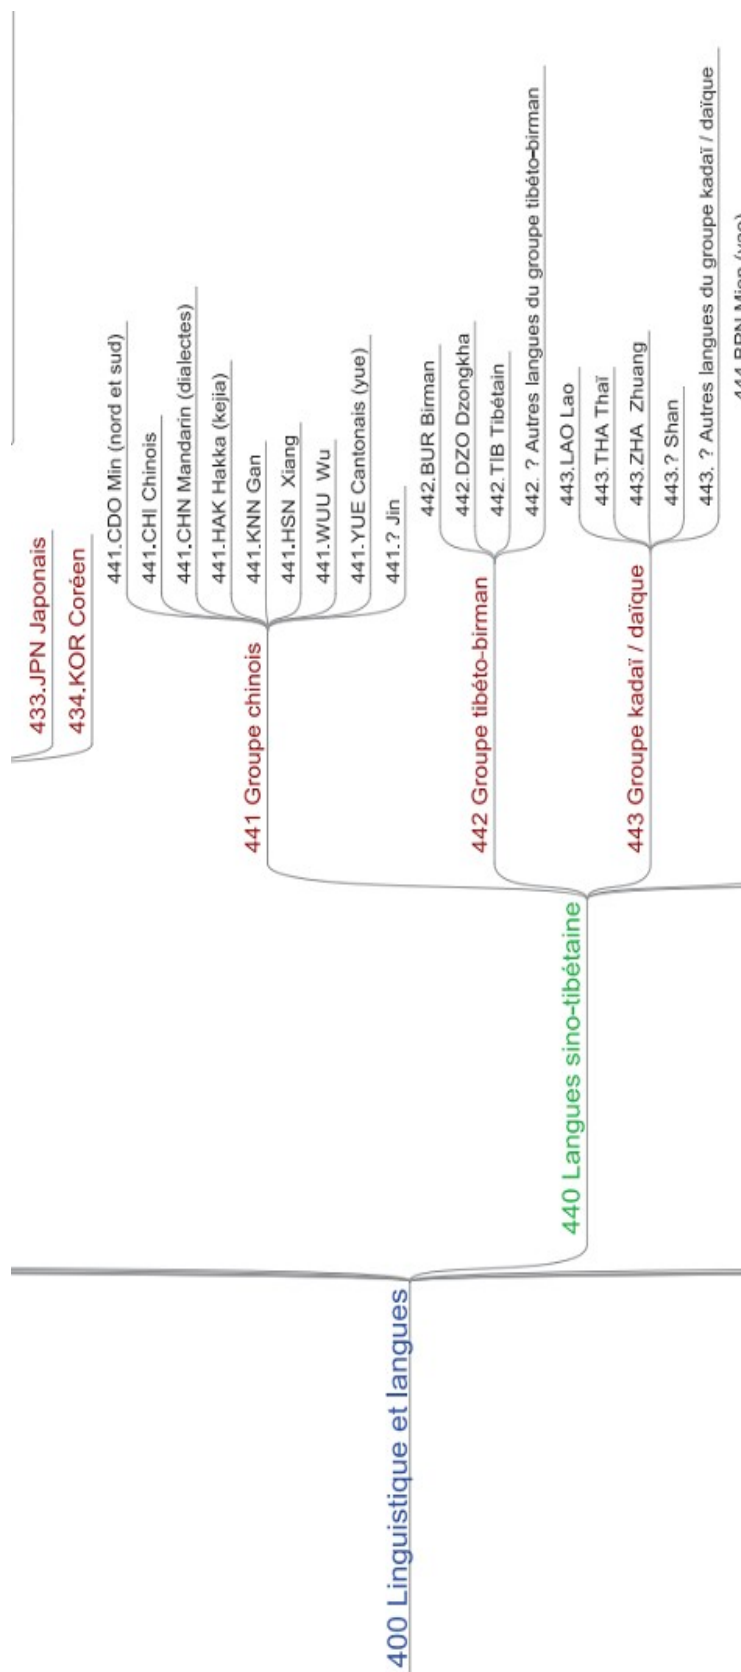 433.JPN Japonais
434.KOR Coréen
400 Linguistique et langues
440 Langues sino-tibétaine
441 Groupe chinois
441.CDO Min (nord et sud)
441.CHI Chinois
441.CHN Mandarin (dialectes)
441.HAK Hakka (kejia)
441.KNN Gan
441.HSN Xiang
441.WUU Wu
441.YUE Cantonais (yue)
441.? Jin
442 Groupe tibéto-birman
442.BUR Birman
442.DZO Dzongkha
442.TIB Tibétain
442. ? Autres langues du groupe tibéto-birman
443 Groupe kadaï / daïque
443.LAO Lao
443.THA Thaï
443.ZHA Zhuang
443.? Shan
443. ? Autres langues du groupe kadaï / daïque